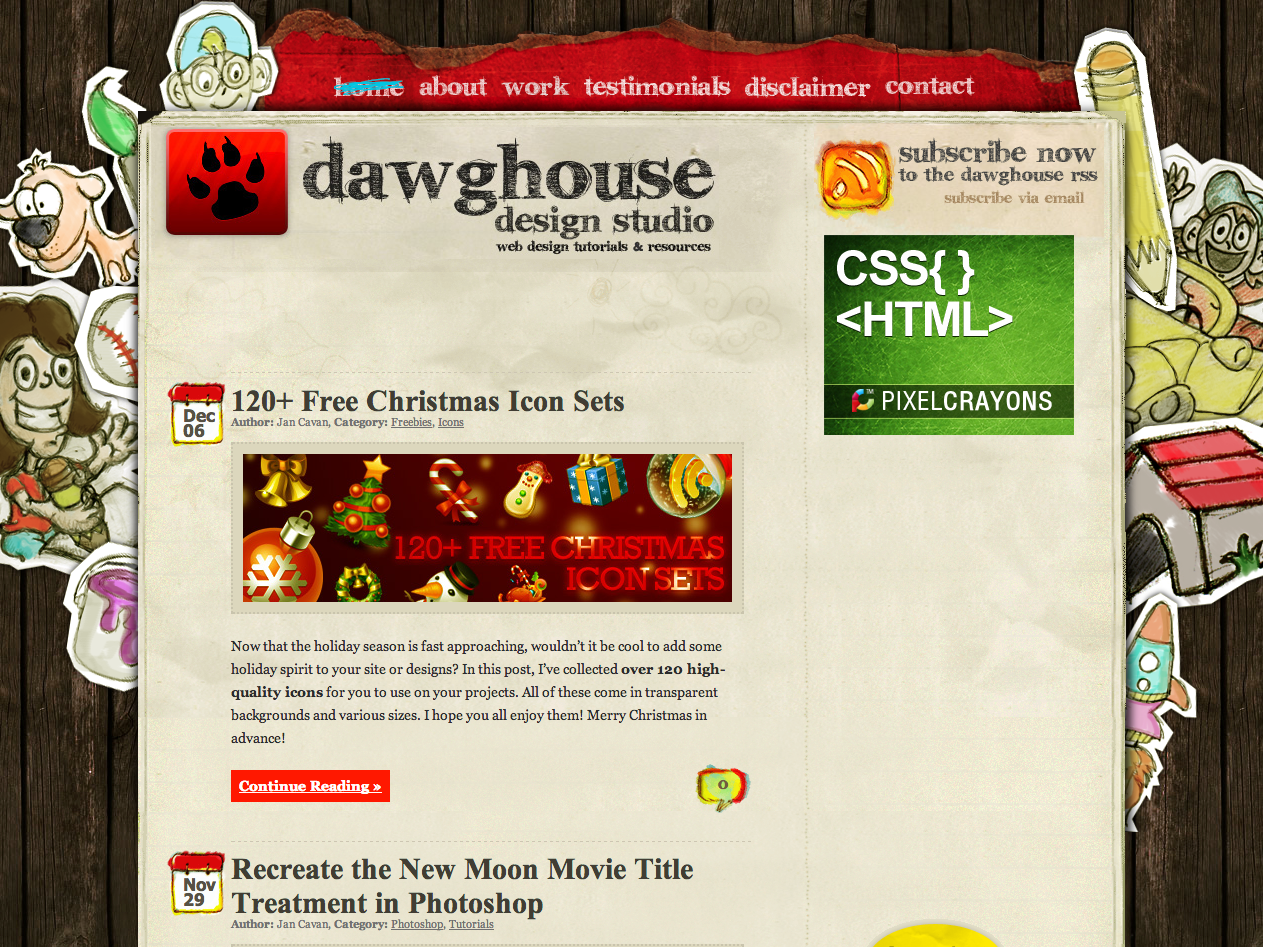 home about work testimonials disclaimer contact
dawghouse
design studio
web design tutorials & resources
subscribe now
to the dawghouse rss
subscribe via email
CSS{ }
<HTML>
PIXELCRAYONS™
Dec
06
120+ Free Christmas Icon Sets
Author: Jan Cavan, Category: Freebies, Icons
120+ FREE CHRISTMAS
ICON SETS
Now that the holiday season is fast approaching, wouldn’t it be cool to add some
holiday spirit to your site or designs? In this post, I’ve collected over 120 high-
quality icons for you to use on your projects. All of these come in transparent
backgrounds and various sizes. I hope you all enjoy them! Merry Christmas in
advance!
Continue Reading »
0
Nov
29
Recreate the New Moon Movie Title
Treatment in Photoshop
Author: Jan Cavan, Category: Photoshop, Tutorials